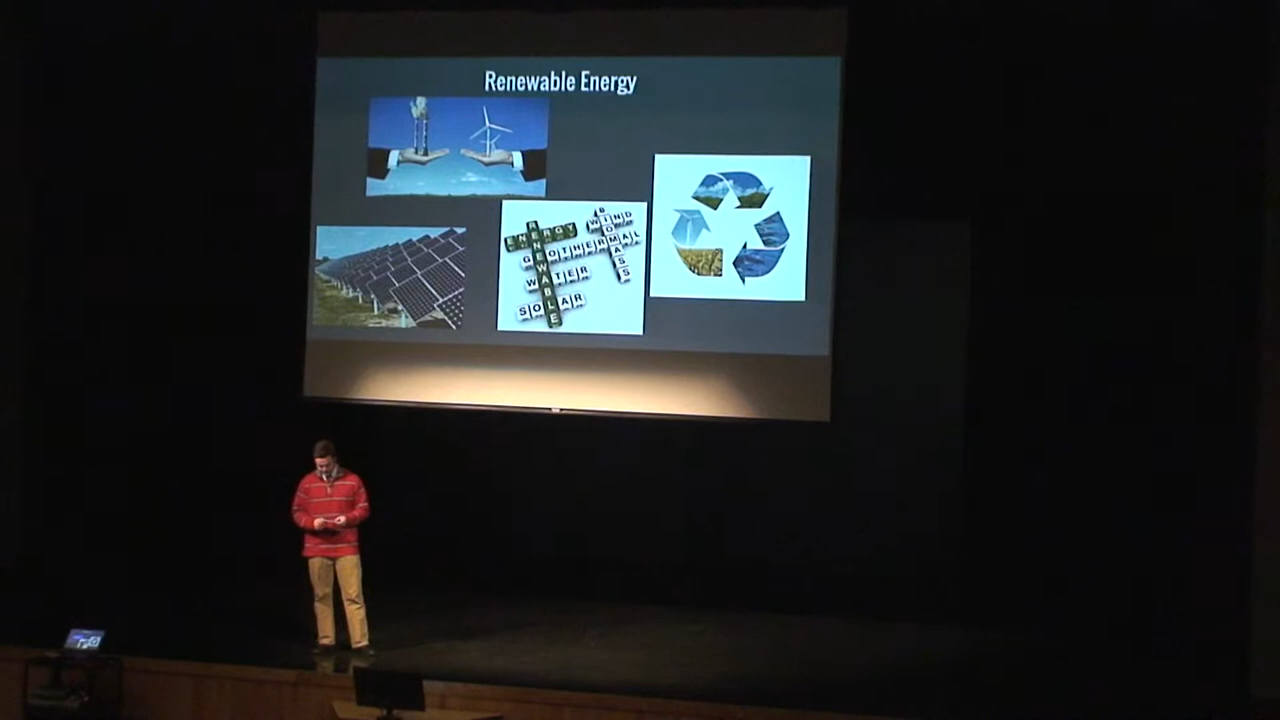 Renewable Energy
ENERGY
RENEWABLE
WIND
BIOMASS
GEOTHERMAL
WATER
SOLAR